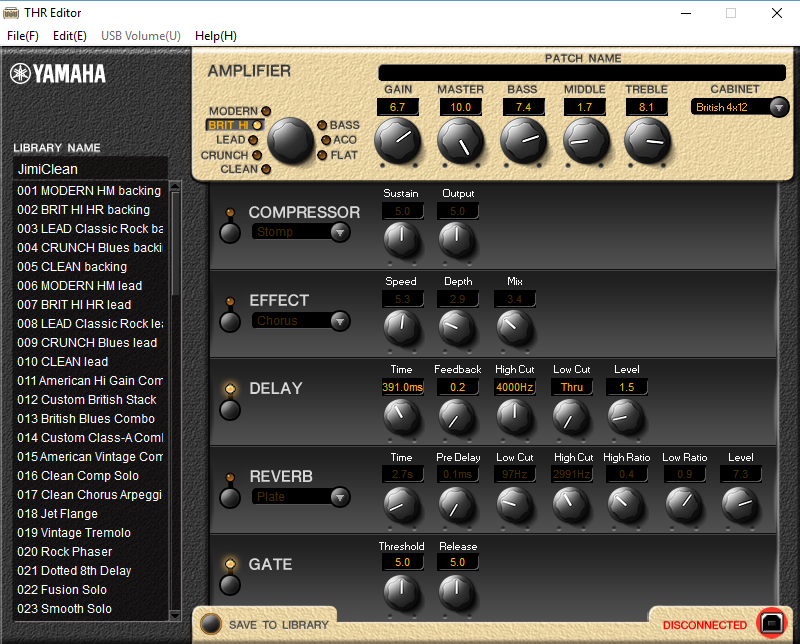 THR Editor
File(F) Edit(E) USB Volume(U) Help(H)
YAMAHA
LIBRARY NAME
JimiClean
001 MODERN HM backing
002 BRIT HI HR backing
003 LEAD Classic Rock ba
004 CRUNCH Blues backi
005 CLEAN backing
006 MODERN HM lead
007 BRIT HI HR lead
008 LEAD Classic Rock lea
009 CRUNCH Blues lead
010 CLEAN lead
011 American Hi Gain Com
012 Custom British Stack
013 British Blues Combo
014 Custom Class-A Coml
015 American Vintage Com
016 Clean Comp Solo
017 Clean Chorus Arpeggi
018 Jet Flange
019 Vintage Tremolo
020 Rock Phaser
021 Dotted 8th Delay
022 Fusion Solo
023 Smooth Solo
AMPLIFIER
PATCH NAME
GAIN MASTER BASS MIDDLE TREBLE CABINET
6.7 10.0 7.4 1.7 8.1 British 4x12
MODERN
BRIT HI BASS
LEAD ACO
CRUNCH FLAT
CLEAN
COMPRESSOR
Stomp
Sustain Output
5.0 5.0
EFFECT
Chorus
Speed Depth Mix
5.3 2.9 3.4
DELAY
Time Feedback High Cut Low Cut Level
391.0ms 0.2 4000Hz Thru 1.5
REVERB
Plate
Time Pre Delay Low Cut High Cut High Ratio Low Ratio Level
2.7s 0.1ms 97Hz 2991Hz 0.4 0.9 7.3
GATE
Threshold Release
5.0 5.0
SAVE TO LIBRARY
DISCONNECTED